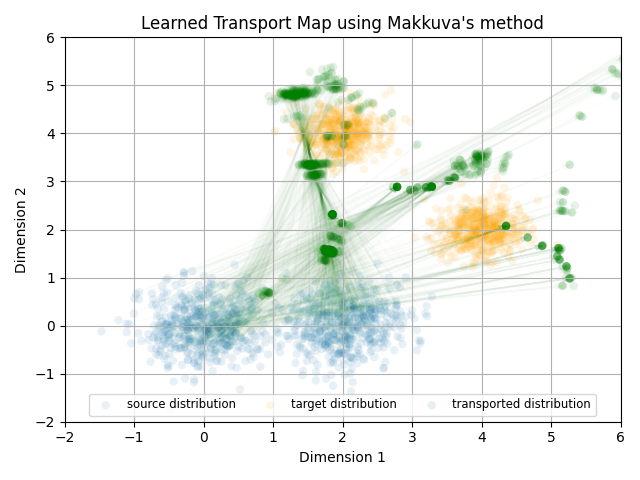 Learned Transport Map using Makkuva's method
Dimension 2
6
5
4
3
2
1
0
−1
−2
source distribution target distribution transported distribution
−2 −1 0 1 2 3 4 5 6
Dimension 1